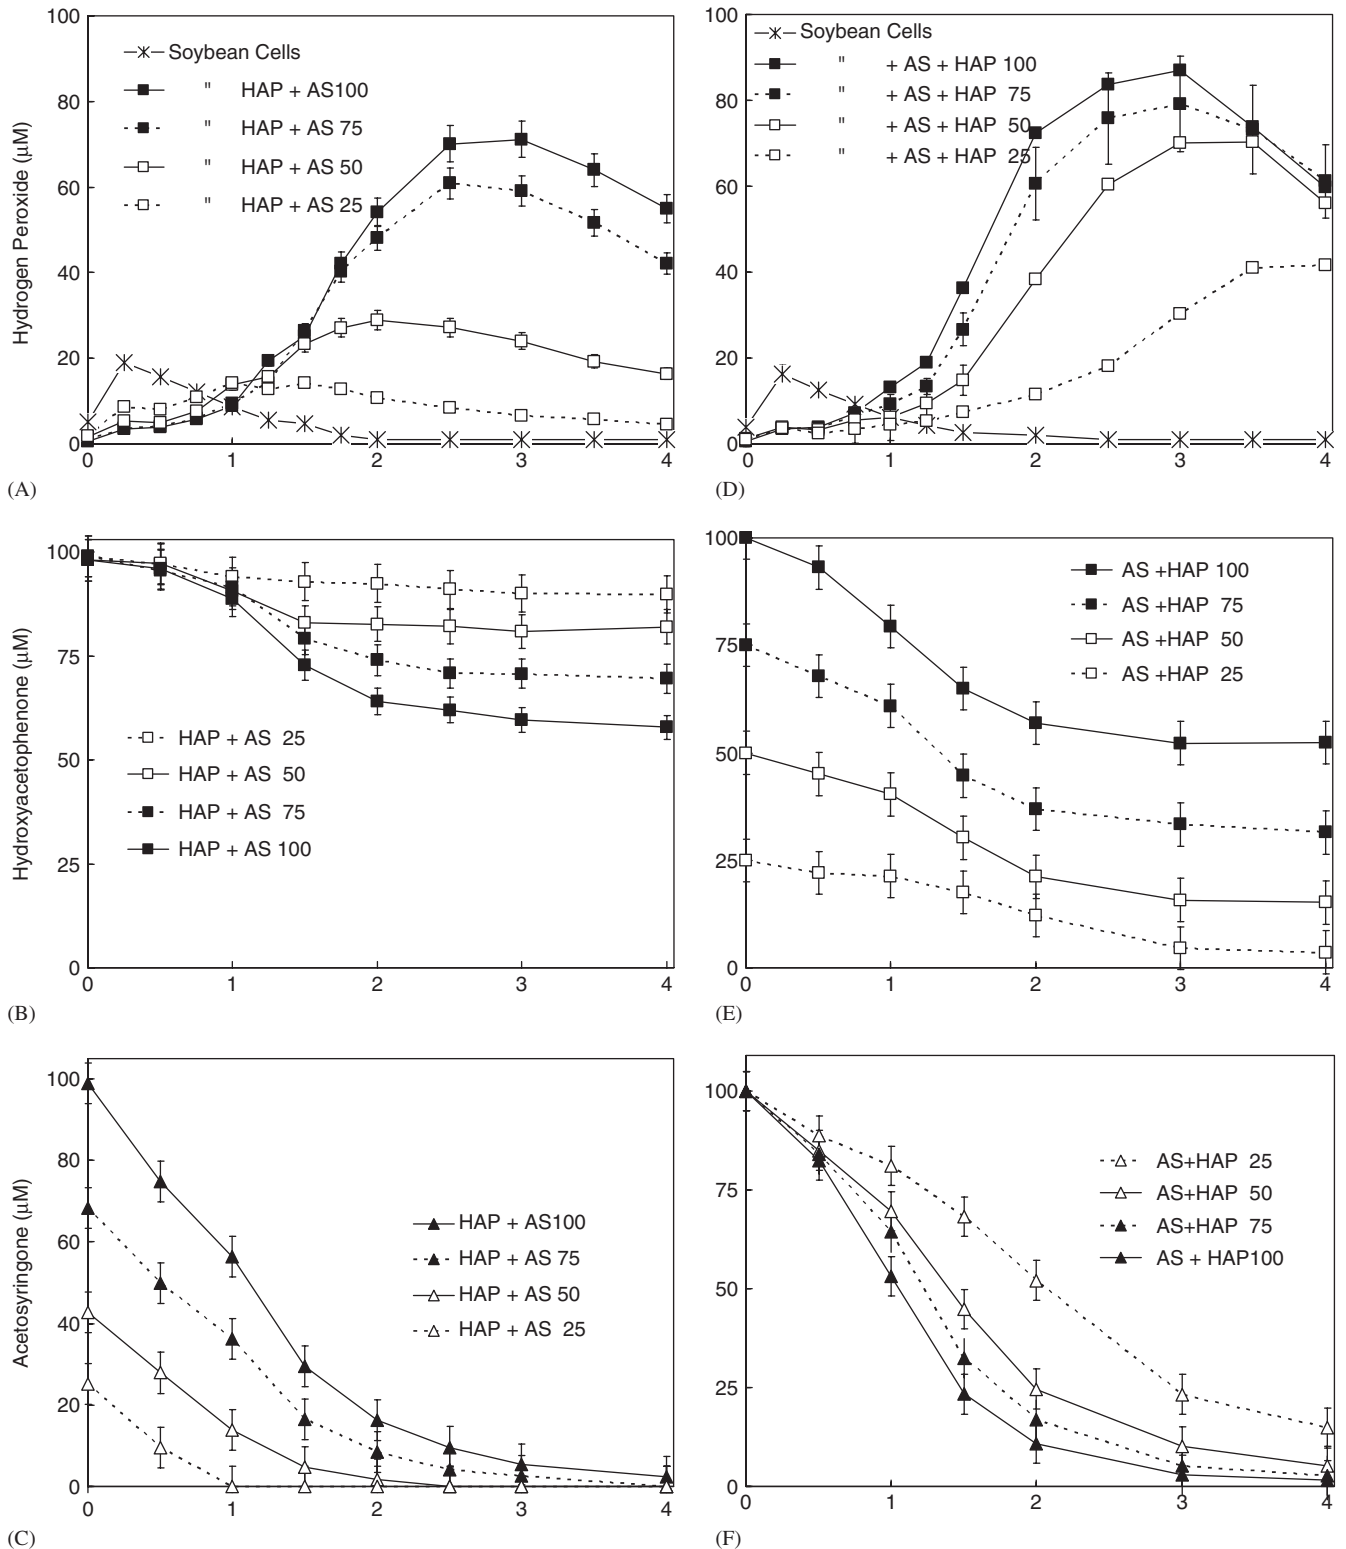 Hydrogen Peroxide (µM)
100
80
60
40
20
0
0 1 2 3 4
Soybean Cells
" HAP + AS100
" HAP + AS 75
" HAP + AS 50
" HAP + AS 25
(A)
100
80
60
40
20
0
0 1 2 3 4
Soybean Cells
" + AS + HAP 100
" + AS + HAP 75
" + AS + HAP 50
" + AS + HAP 25
(D)
Hydroxyacetophenone (µM)
100
75
50
25
0
0 1 2 3 4
HAP + AS 25
HAP + AS 50
HAP + AS 75
HAP + AS 100
(B)
100
75
50
25
0
0 1 2 3 4
AS +HAP 100
AS +HAP 75
AS +HAP 50
AS +HAP 25
(E)
Acetosyringone (µM)
100
80
60
40
20
0
0 1 2 3 4
HAP + AS100
HAP + AS 75
HAP + AS 50
HAP + AS 25
(C)
100
75
50
25
0
0 1 2 3 4
AS+HAP 25
AS+HAP 50
AS+HAP 75
AS + HAP100
(F)